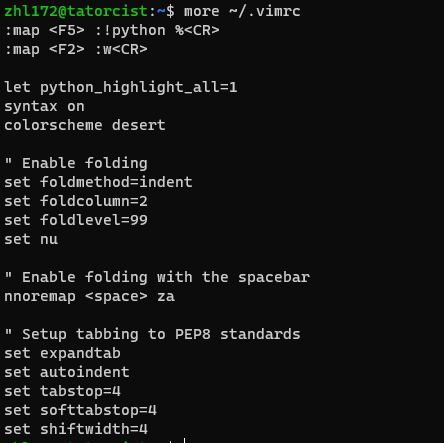 zhl172@tatorcist:~$ more ~/.vimrc
:map <F5> :!python %<CR>
:map <F2> :w<CR>
let python_highlight_all=1
syntax on
colorscheme desert
" Enable folding
set foldmethod=indent
set foldcolumn=2
set foldlevel=99
set nu
" Enable folding with the spacebar
nnoremap <space> za
" Setup tabbing to PEP8 standards
set expandtab
set autoindent
set tabstop=4
set softtabstop=4
set shiftwidth=4